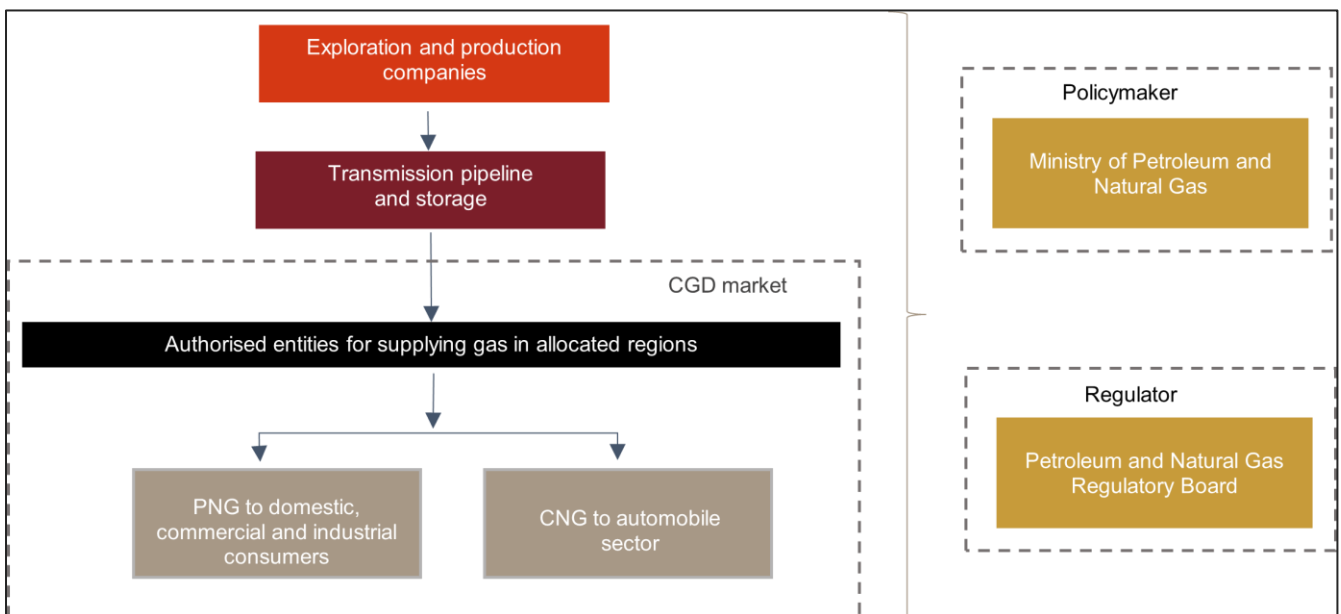 Exploration and production
companies
Transmission pipeline
and storage
CGD market
Authorised entities for supplying gas in allocated regions
PNG to domestic,
commercial and industrial
consumers
CNG to automobile
sector
Policymaker
Ministry of Petroleum and
Natural Gas
Regulator
Petroleum and Natural Gas
Regulatory Board